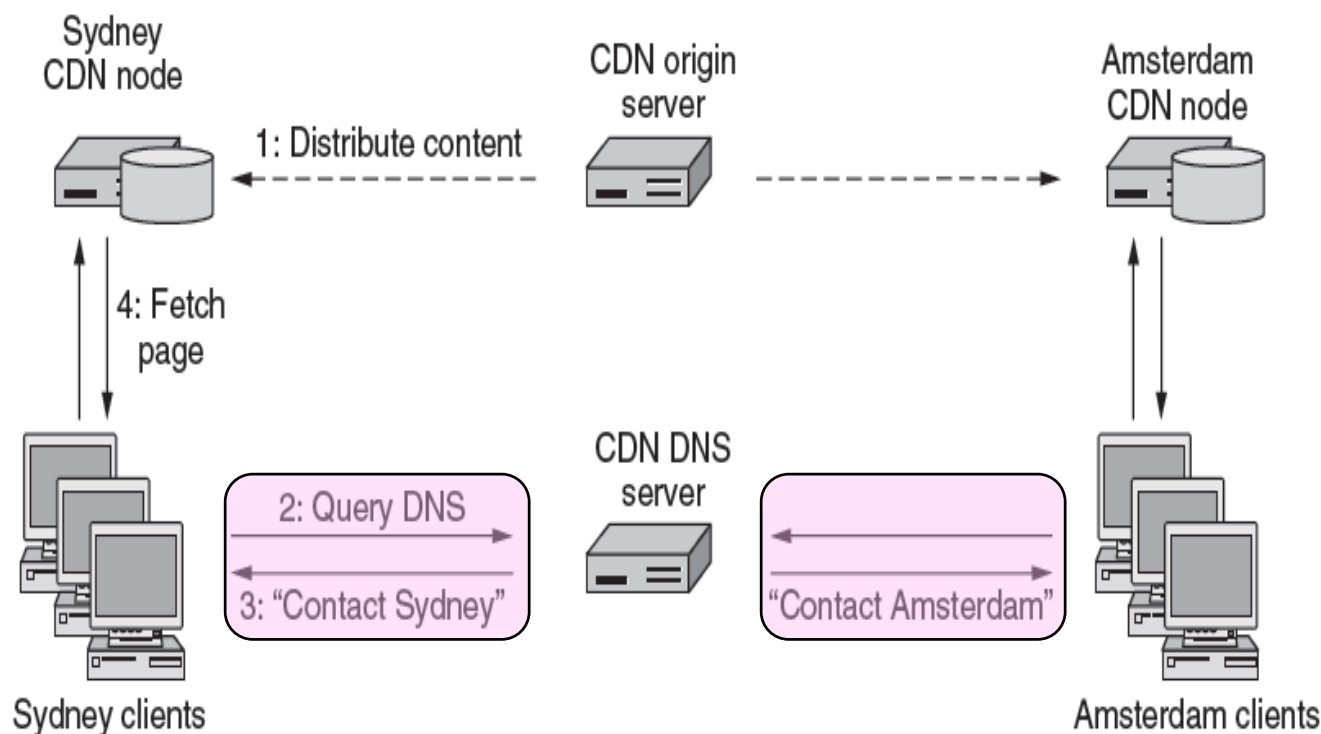 Sydney
CDN node
CDN origin
server
Amsterdam
CDN node
1: Distribute content
4: Fetch
page
CDN DNS
server
2: Query DNS
3: “Contact Sydney”
“Contact Amsterdam”
Sydney clients
Amsterdam clients